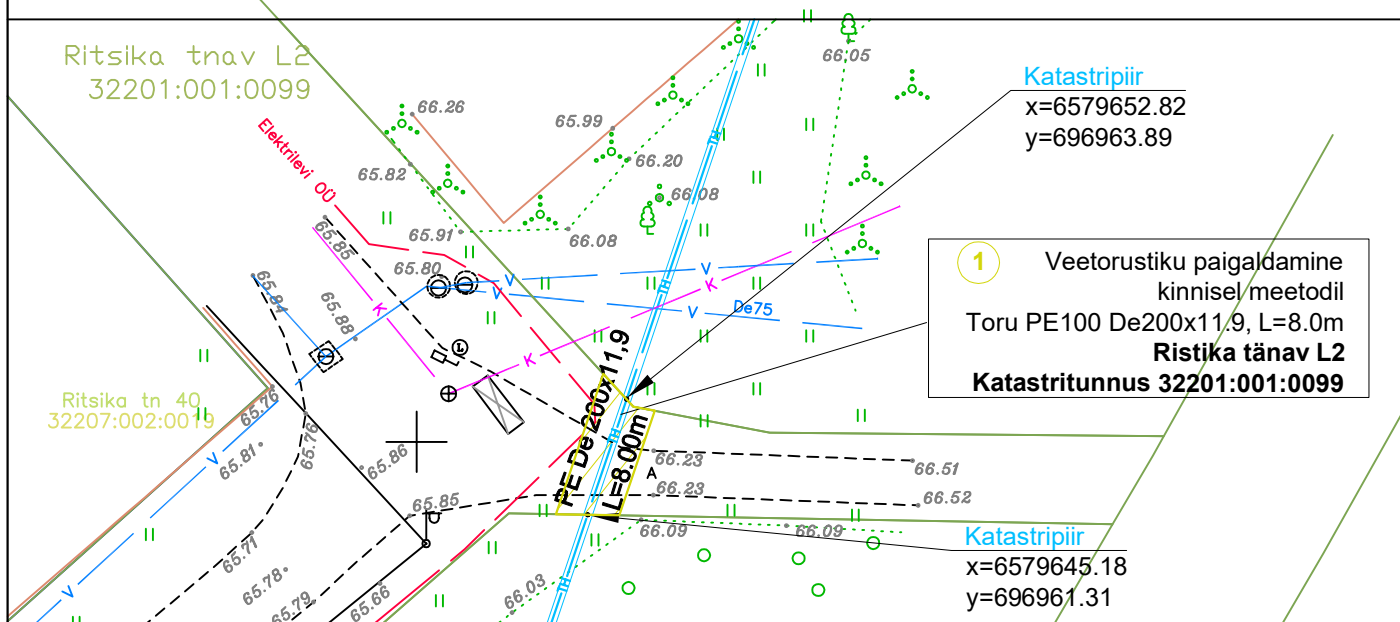 Ritsika tnav L2
32201:001:0099
Elektrilevi OÜ
66.26
65.99
66.05
65.82
66.20
66.08
65.91
66.08
65.85
65.80
65.84
65.88
V
V
V
V
De75
K
K
K
TH
TH
TH
TH
L
Katastripiir
x=6579652.82
y=696963.89
1
Veetorustiku paigaldamine
kinnisel meetodil
Toru PE100 De200x11.9, L=8.0m
Ristika tänav L2
Katastritunnus 32201:001:0099
Ritsika tn 40
32207:002:0019
65.76
65.76
65.81
V
65.86
PE De 200x11,9
L=8.00m
A
66.23
66.23
66.51
66.52
65.85
66.09
66.09
65.71
65.78
65.79
65.66
66.03
V
Katastripiir
x=6579645.18
y=696961.31